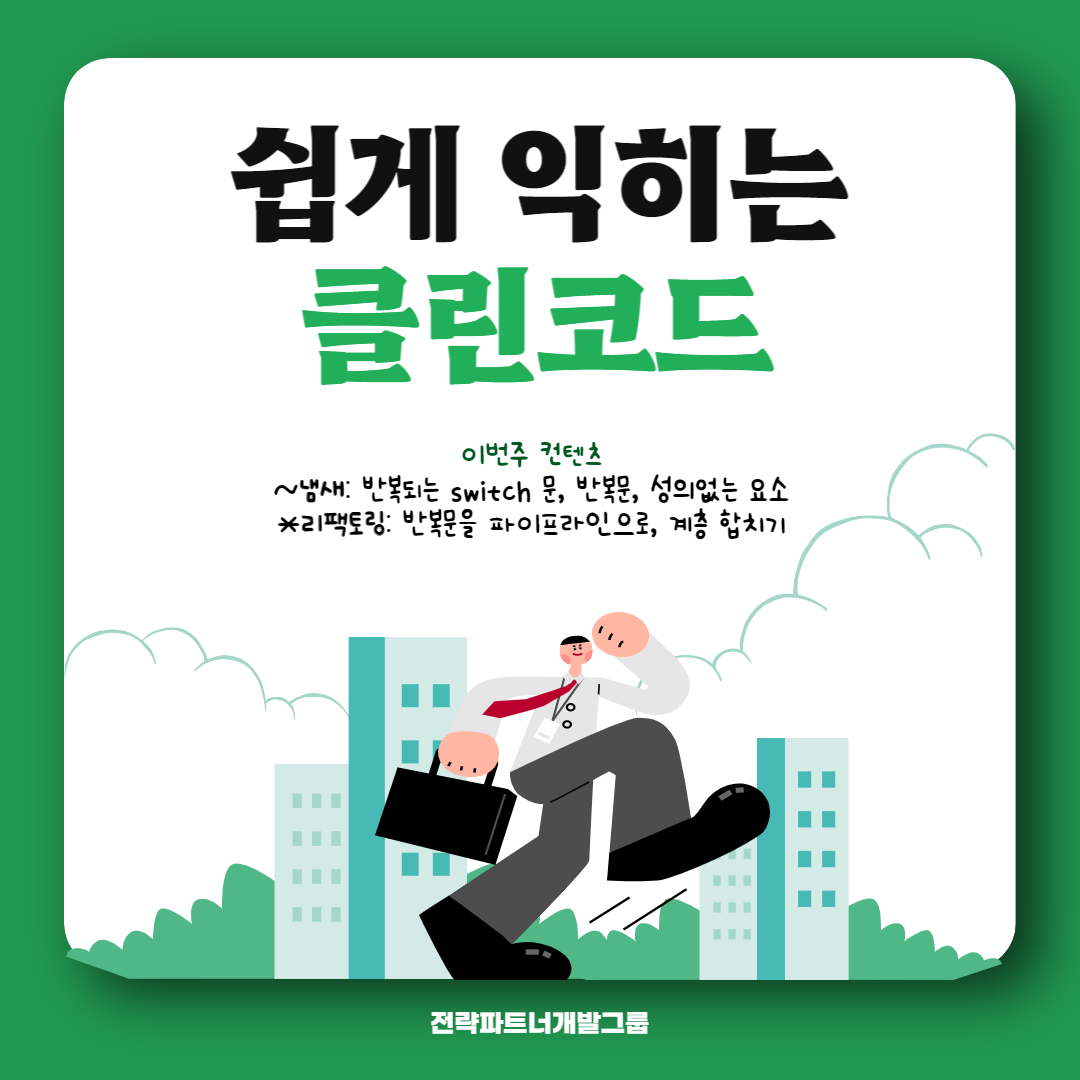 쉽게 익히는
클린코드
이번주 컨텐츠
~냄새: 반복되는 switch 문, 반복문, 성의없는 요소
*리팩토링: 반복문을 파이프라인으로, 계층 합치기
전략파트너개발그룹